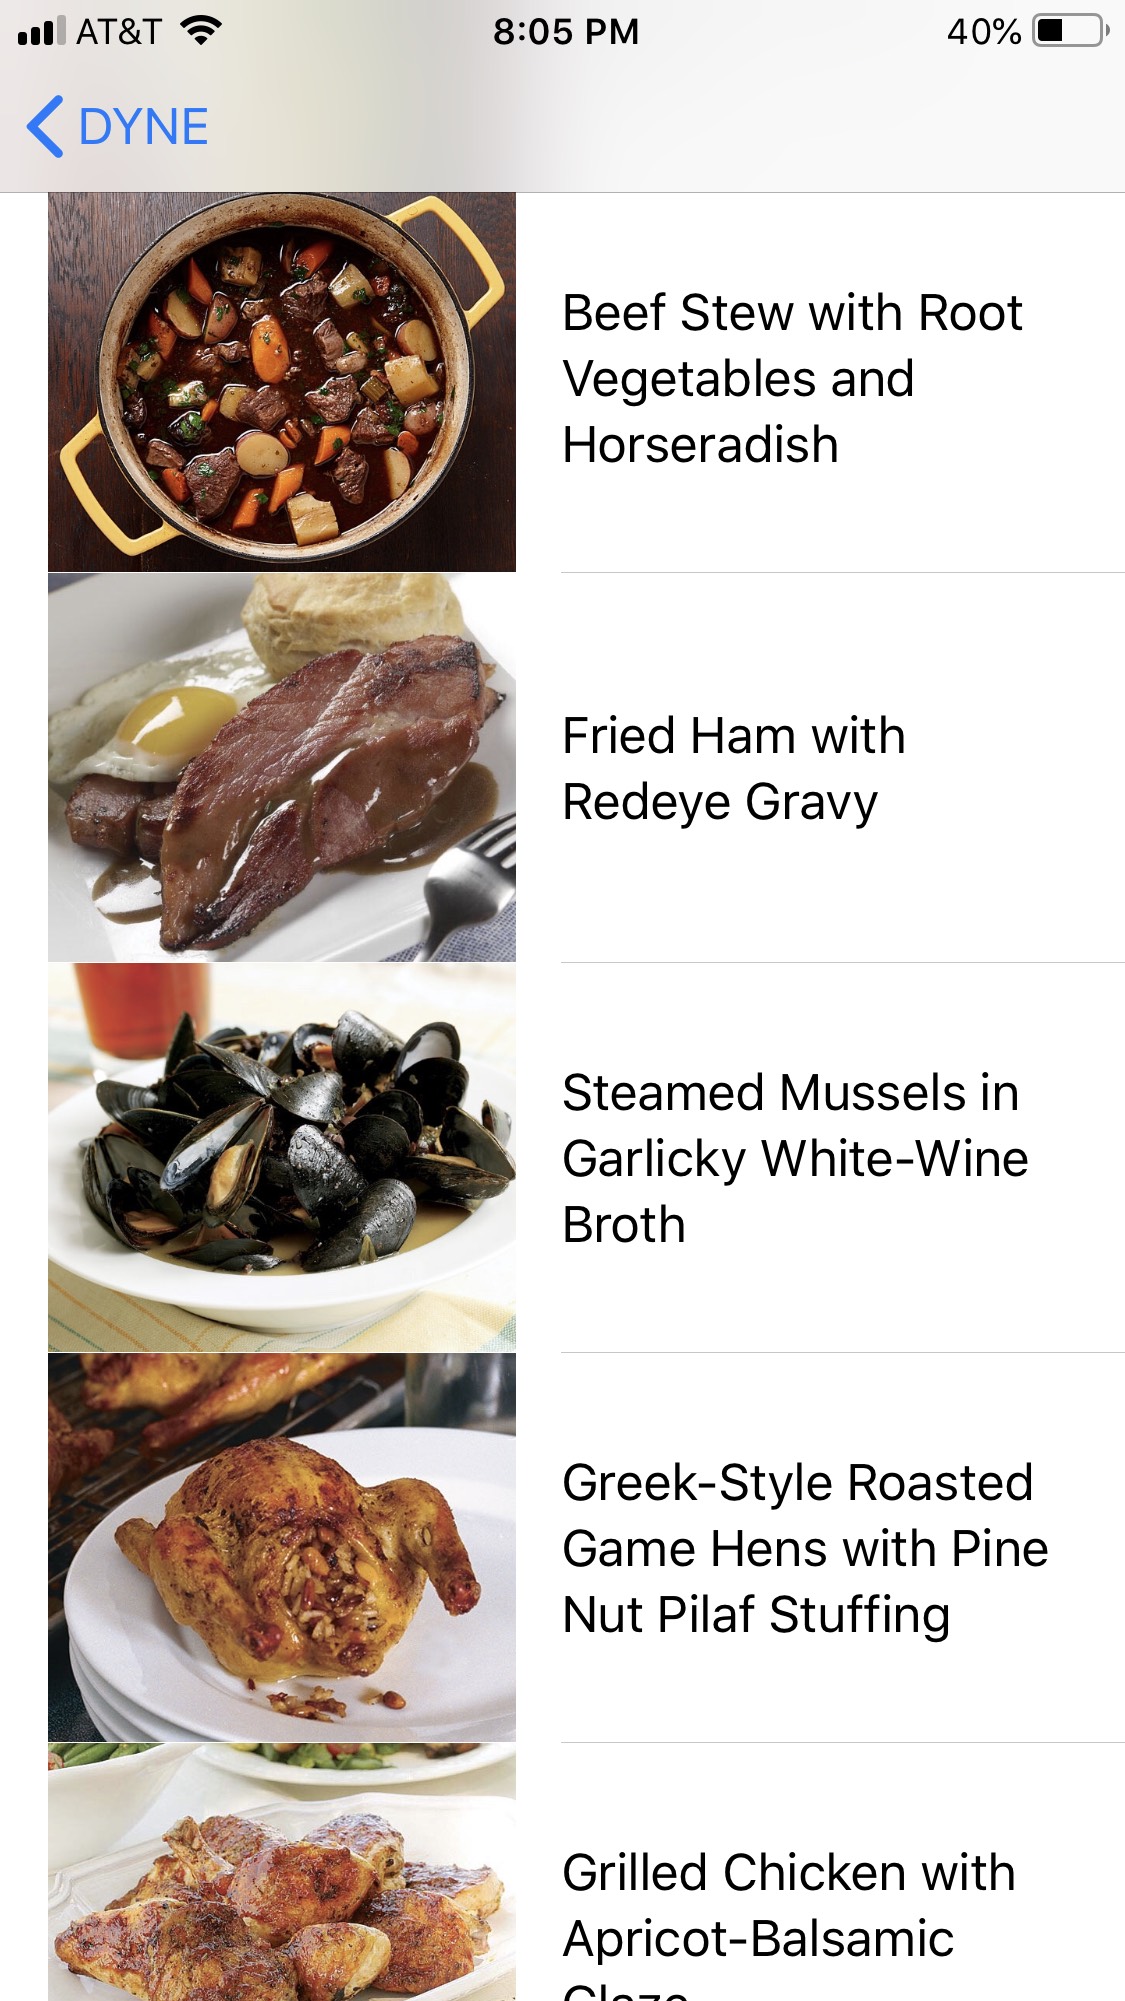 AT&T 8:05 PM 40%
DYNE
Beef Stew with Root
Vegetables and
Horseradish
Fried Ham with
Redeye Gravy
Steamed Mussels in
Garlicky White-Wine
Broth
Greek-Style Roasted
Game Hens with Pine
Nut Pilaf Stuffing
Grilled Chicken with
Apricot-Balsamic
Glaze